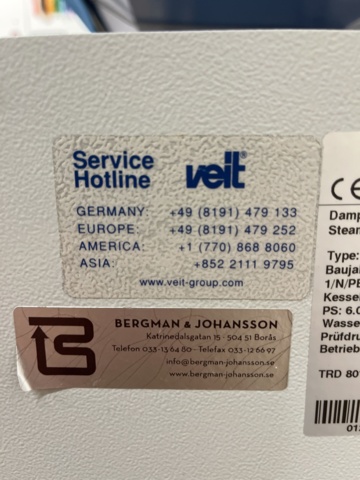 Service
Hotline
veit®
GERMANY: +49 (8191) 479 133
EUROPE: +49 (8191) 479 252
AMERICA: +1 (770) 868 8060
ASIA: +852 2111 9795
www.veit-group.com
BERGMAN & JOHANSSON
Katrinedalsgatan 15 · 504 51 Borås
Telefon 033-13 64 80 · Telefax 033-12 66 97
info@bergman-johansson.se
www.bergman-johansson.se
CE
Damp
Steam
Type:
Bauja
1/N/PE
Kesse
PS: 6.0
Wasse
Prüfdru
Betrieb
TRD 80